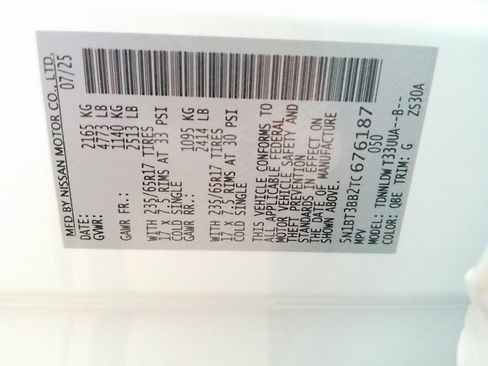 MFD BY NISSAN MOTOR CO., LTD.
DATE: 07/25
GVWR: 2165 KG
4773 LB
GAWR FR.: 1140 KG
2513 LB
WITH 235/65R17 TIRES
17 X 7.5 RIMS AT 33 PSI
COLD SINGLE
GAWR RR.: 1095 KG
2414 LB
WITH 235/65R17 TIRES
17 X 7.5 RIMS AT 30 PSI
COLD SINGLE
THIS VEHICLE CONFORMS TO
ALL APPLICABLE FEDERAL
MOTOR VEHICLE SAFETY AND
THEFT PREVENTION
STANDARDS IN EFFECT ON
THE DATE OF MANUFACTURE
SHOWN ABOVE.
5N1BT3BB2TC676187
MPV 050
MODEL: TDNNLDWT33UUA--B--
COLOR: QBE TRIM: G ZS30A